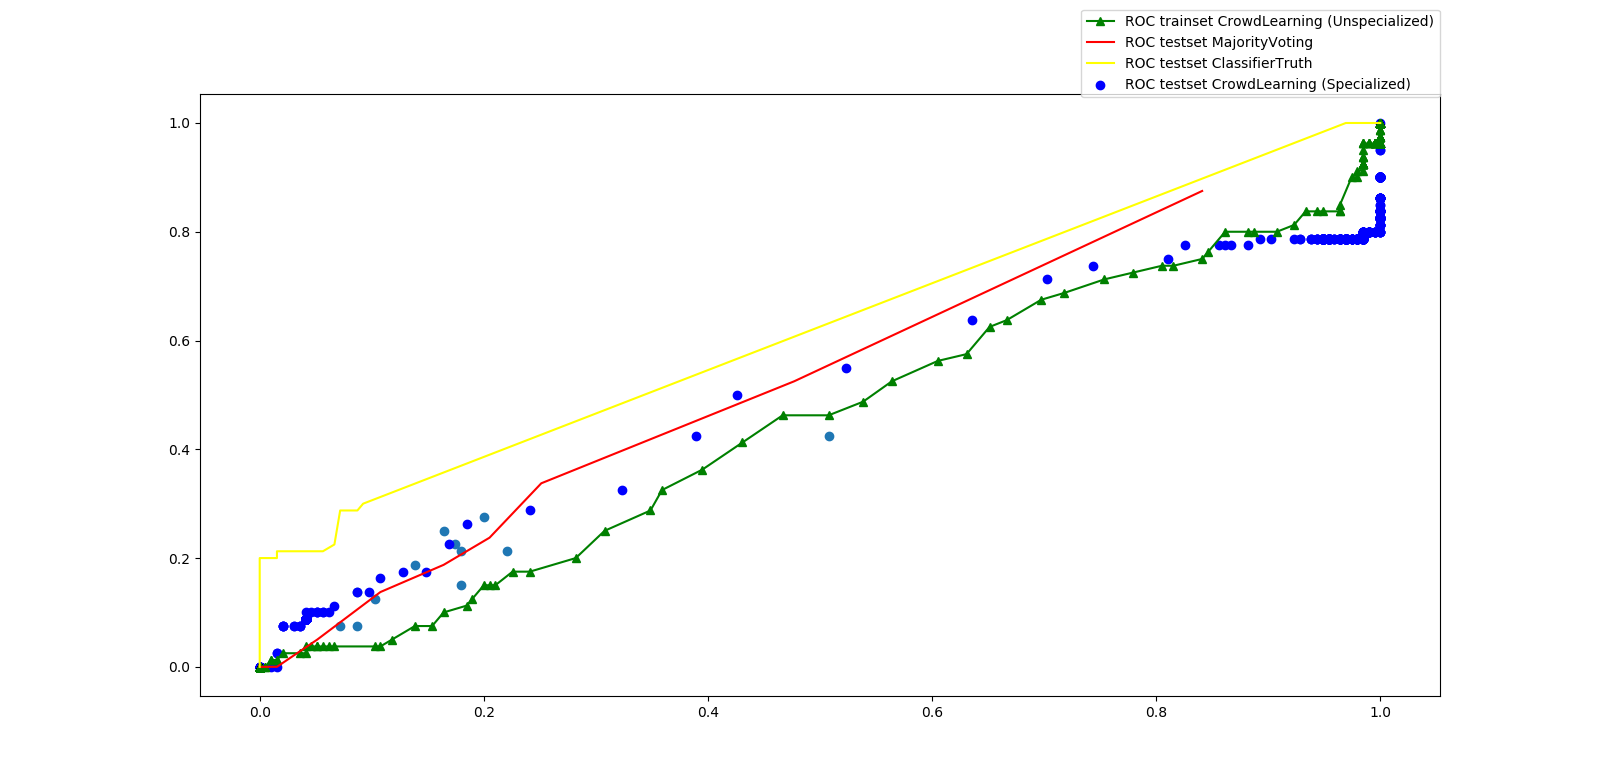 ROC trainset CrowdLearning (Unspecialized)
ROC testset MajorityVoting
ROC testset ClassifierTruth
ROC testset CrowdLearning (Specialized)
1.0
0.8
0.6
0.4
0.2
0.0
0.0 0.2 0.4 0.6 0.8 1.0